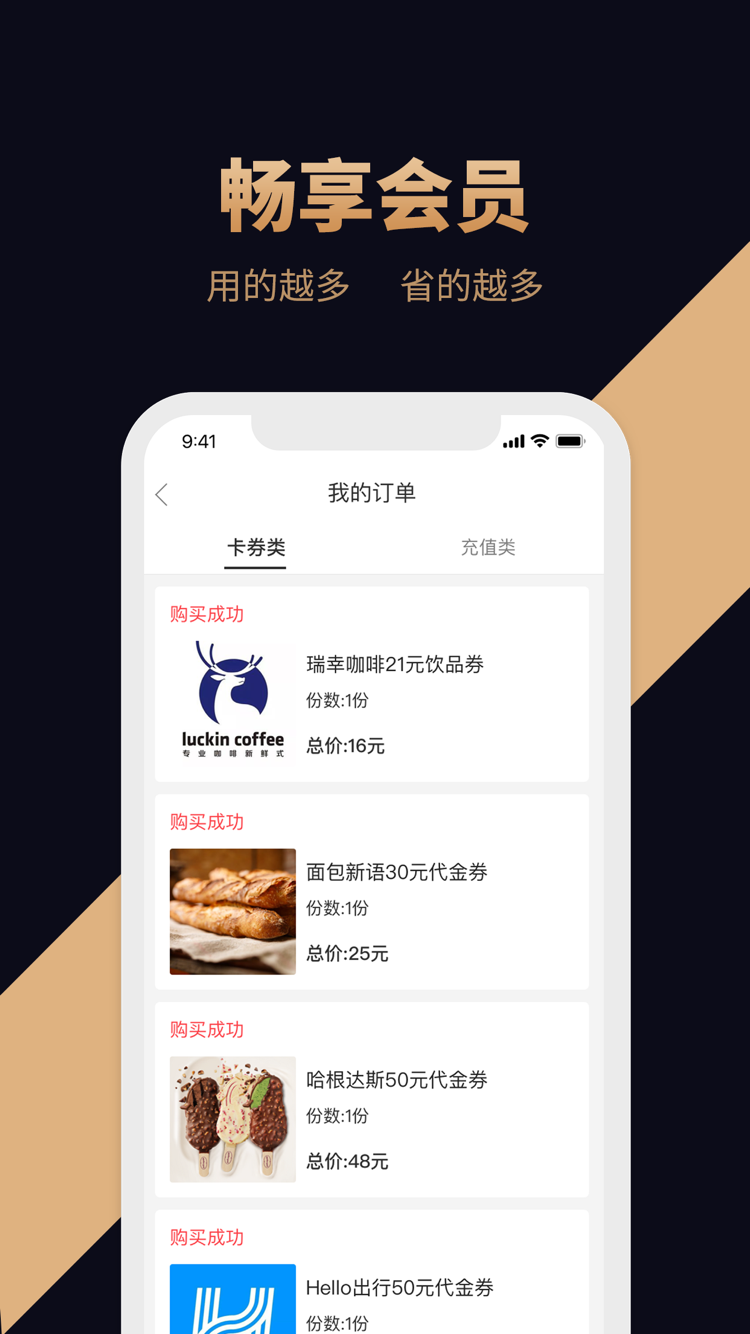 畅享会员
用的越多 省的越多
9:41
我的订单
卡券类 充值类
购买成功
瑞幸咖啡21元饮品券
份数:1份
luckin coffee
专业咖啡新鲜式
总价:16元
购买成功
面包新语30元代金券
份数:1份
总价:25元
购买成功
哈根达斯50元代金券
份数:1份
总价:48元
购买成功
Hello出行50元代金券
份数:1份